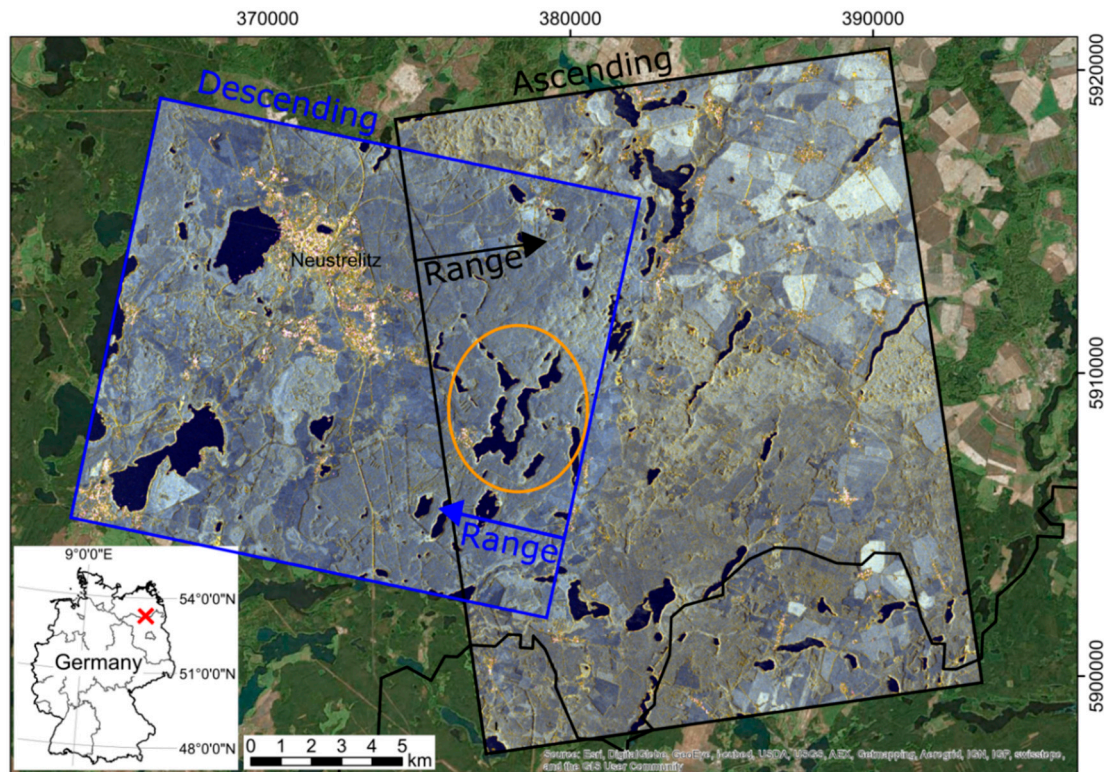 370000
380000
390000
5920000
Ascending
Descending
Neustrelitz
Range
5910000
Range
5900000
9°0'0"E
54°0'0"N
Germany
51°0'0"N
48°0'0"N
0 1 2 3 4 5
km
Source: Esri, DigitalGlobe, GeoEye, i-cubed, USDA, USGS, AEX, Getmapping, Aerogrid, IGN, IGP, swisstopo,
and the GIS User Community